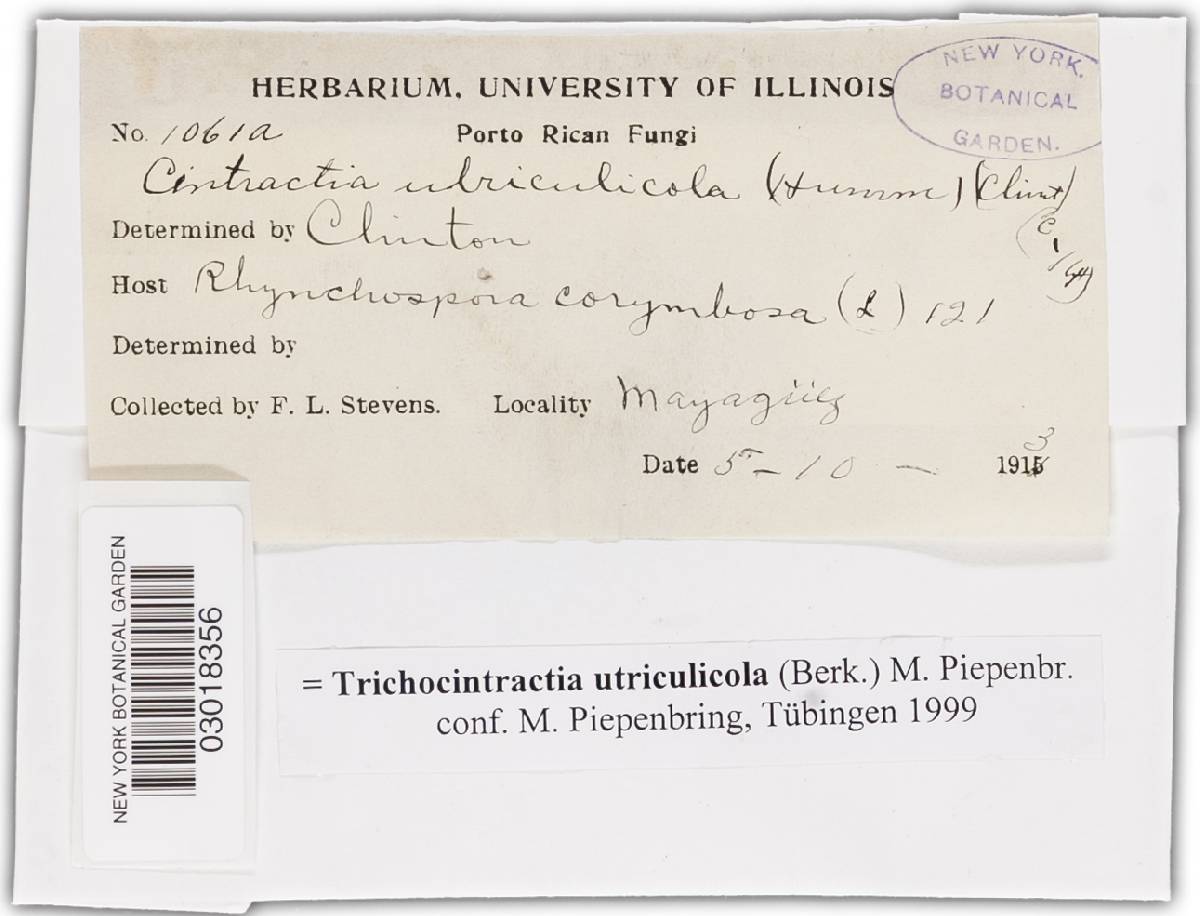 HERBARIUM, UNIVERSITY OF ILLINOIS
NEW YORK
BOTANICAL
GARDEN.
No. 1061a Porto Rican Fungi
Cintractia utriculicola (Humm) (Clint)
Determined by Clinton
Host Rhynchospora corymbosa (L) 121
Determined by
Collected by F. L. Stevens. Locality Mayagüez
Date 5-10- 1913
NEW YORK BOTANICAL GARDEN
03018356
= Trichocintractia utriculicola (Berk.) M. Piepenbr.
conf. M. Piepenbring, Tübingen 1999